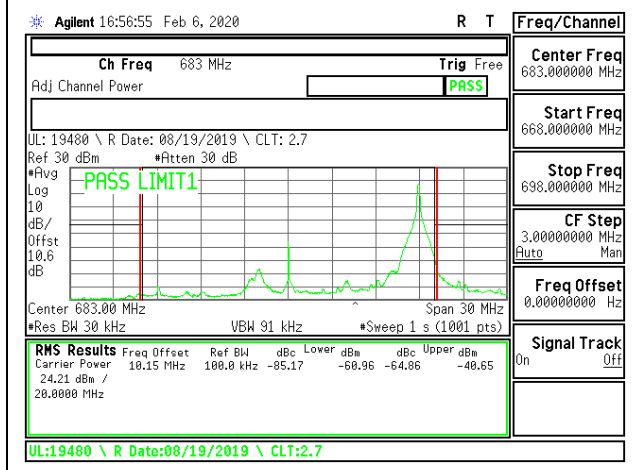 Agilent 16:56:55 Feb 6, 2020 R T Freq/Channel
Ch Freq 683 MHz Trig Free
Adj Channel Power PASS
UL: 19480 \ R Date: 08/19/2019 \ CLT: 2.7
Ref 30 dBm #Atten 30 dB
#Avg
Log
10
dB/
Offst
10.6
dB
PASS LIMIT1
Center 683.00 MHz Span 30 MHz
#Res BW 30 kHz VBW 91 kHz #Sweep 1 s (1001 pts)
RMS Results Freq Offset Ref BW dBc Lower dBm dBc Upper dBm
Carrier Power 10.15 MHz 100.0 kHz -85.17 -60.96 -64.86 -40.65
24.21 dBm /
20.0000 MHz
UL:19480 \ R Date:08/19/2019 \ CLT:2.7
Center Freq
683.000000 MHz
Start Freq
668.000000 MHz
Stop Freq
698.000000 MHz
CF Step
3.00000000 MHz
Auto Man
Freq Offset
0.00000000 Hz
Signal Track
On Off